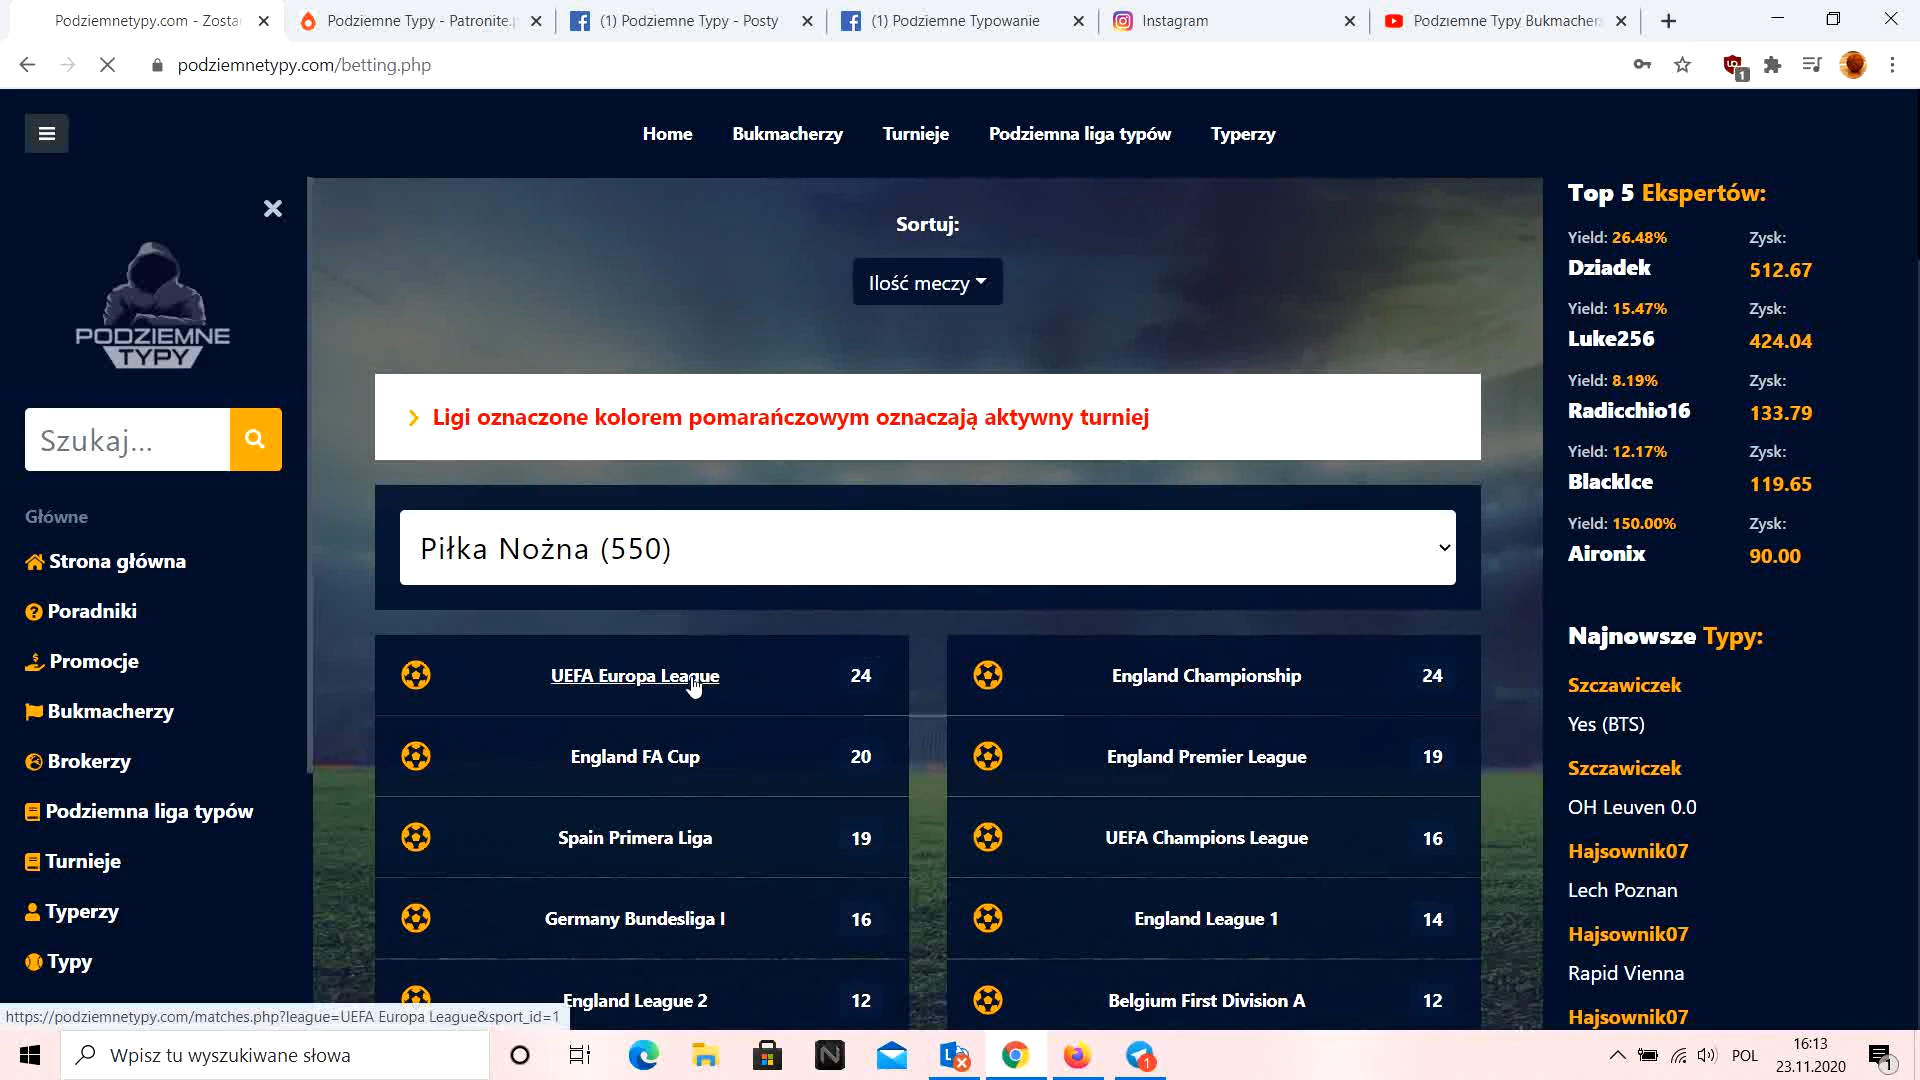 Podziemnetypy.com - Zosta
Podziemne Typy - Patronite.p
(1) Podziemne Typy - Posty
(1) Podziemne Typowanie
Instagram
Podziemne Typy Bukmacher
podziemnetypy.com/betting.php
1
Home
Bukmacherzy
Turnieje
Podziemna liga typów
Typerzy
PODZIEMNE
TYPY
Szukaj...
Główne
Strona główna
Poradniki
Promocje
Bukmacherzy
Brokerzy
Podziemna liga typów
Turnieje
Typerzy
Typy
Sortuj:
Ilość meczy
Ligi oznaczone kolorem pomarańczowym oznaczają aktywny turniej
Piłka Nożna (550)
UEFA Europa League 24
England Championship 24
England FA Cup 20
England Premier League 19
Spain Primera Liga 19
UEFA Champions League 16
Germany Bundesliga I 16
England League 1 14
England League 2 12
Belgium First Division A 12
Top 5 Ekspertów:
Yield: 26.48% Zysk:
Dziadek 512.67
Yield: 15.47% Zysk:
Luke256 424.04
Yield: 8.19% Zysk:
Radicchio16 133.79
Yield: 12.17% Zysk:
BlackIce 119.65
Yield: 150.00% Zysk:
Aironix 90.00
Najnowsze Typy:
Szczawiczek
Yes (BTS)
Szczawiczek
OH Leuven 0.0
Hajsownik07
Lech Poznan
Hajsownik07
Rapid Vienna
Hajsownik07
https://podziemnetypy.com/matches.php?league=UEFA Europa League&sport_id=1
Wpisz tu wyszukiwane słowa
1
POL
16:13
23.11.2020
1